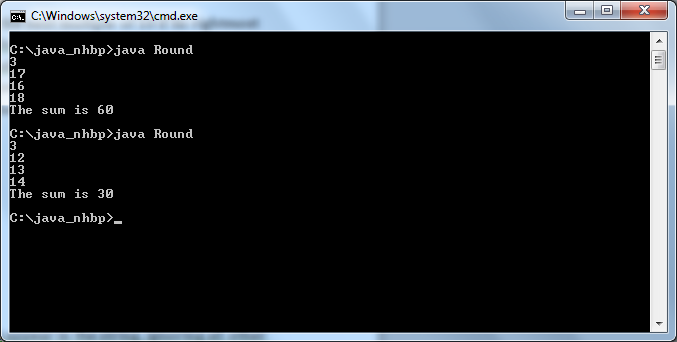 C:\Windows\system32\cmd.exe
C:\java_nhbp>java Round
3
17
16
18
The sum is 60
C:\java_nhbp>java Round
3
12
13
14
The sum is 30
C:\java_nhbp>_